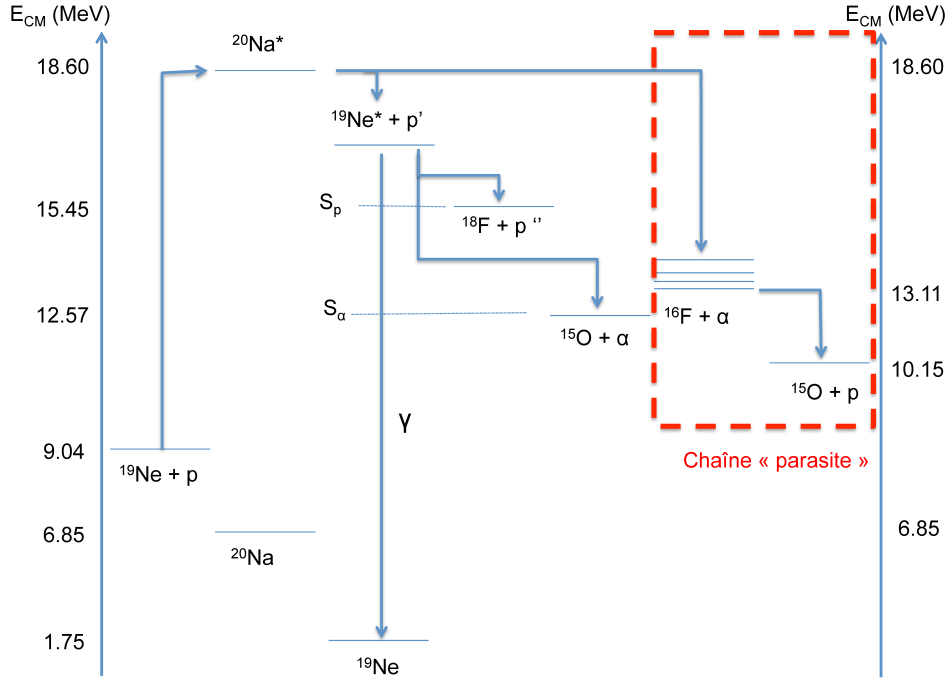 E_CM (MeV)
E_CM (MeV)
²⁰Na*
18.60
18.60
¹⁹Ne* + p’
15.45
S_p
¹⁸F + p ‘’
13.11
12.57
S_α
¹⁵O + α
¹⁶F + α
10.15
¹⁵O + p
γ
9.04
¹⁹Ne + p
Chaîne « parasite »
6.85
6.85
²⁰Na
1.75
¹⁹Ne